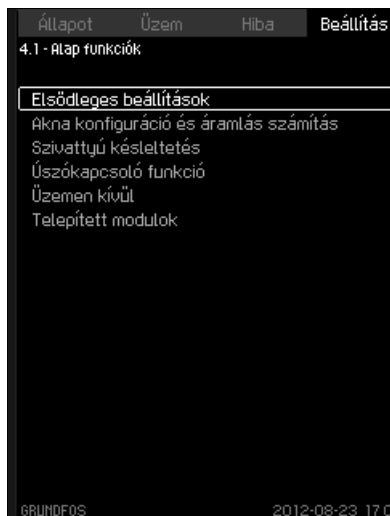 Állapot Üzem Hiba Beállítás
4.1 - Alap funkciók
Elsödleges beállítások
Akna konfiguráció és áramlás számítás
Szivattyú késleltetés
Úszókapcsoló funkció
Üzemen kívül
Telepített modulok
GRUNDFOS 2012-08-23